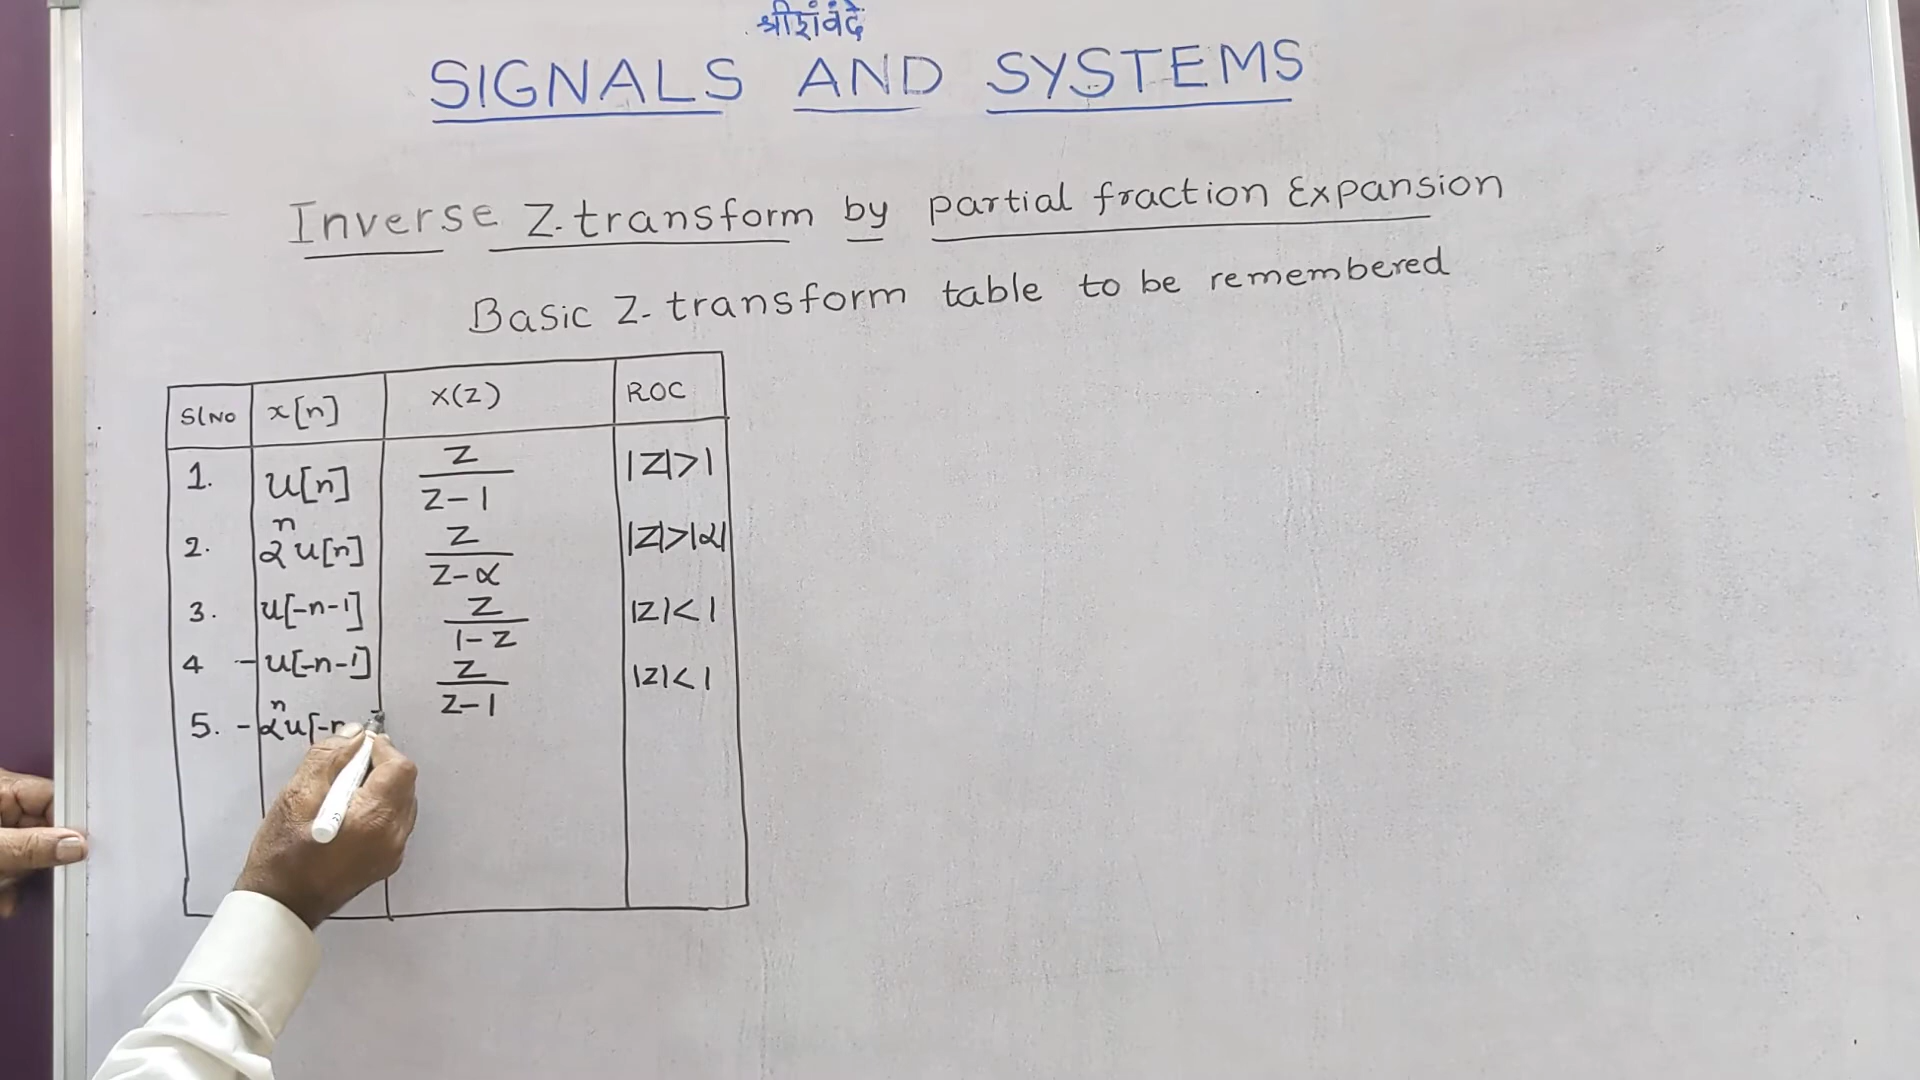 श्रीशंवंदे
SIGNALS AND SYSTEMS
Inverse Z-transform by partial fraction Expansion
Basic Z-transform table to be remembered
Sl No x[n] X(z) ROC
1. u[n] z/(z-1) |z|>1
2. αⁿu[n] z/(z-α) |z|>|α|
3. u[-n-1] z/(1-z) |z|<1
4 -u[-n-1] z/(z-1) |z|<1
5. -αⁿu[-n